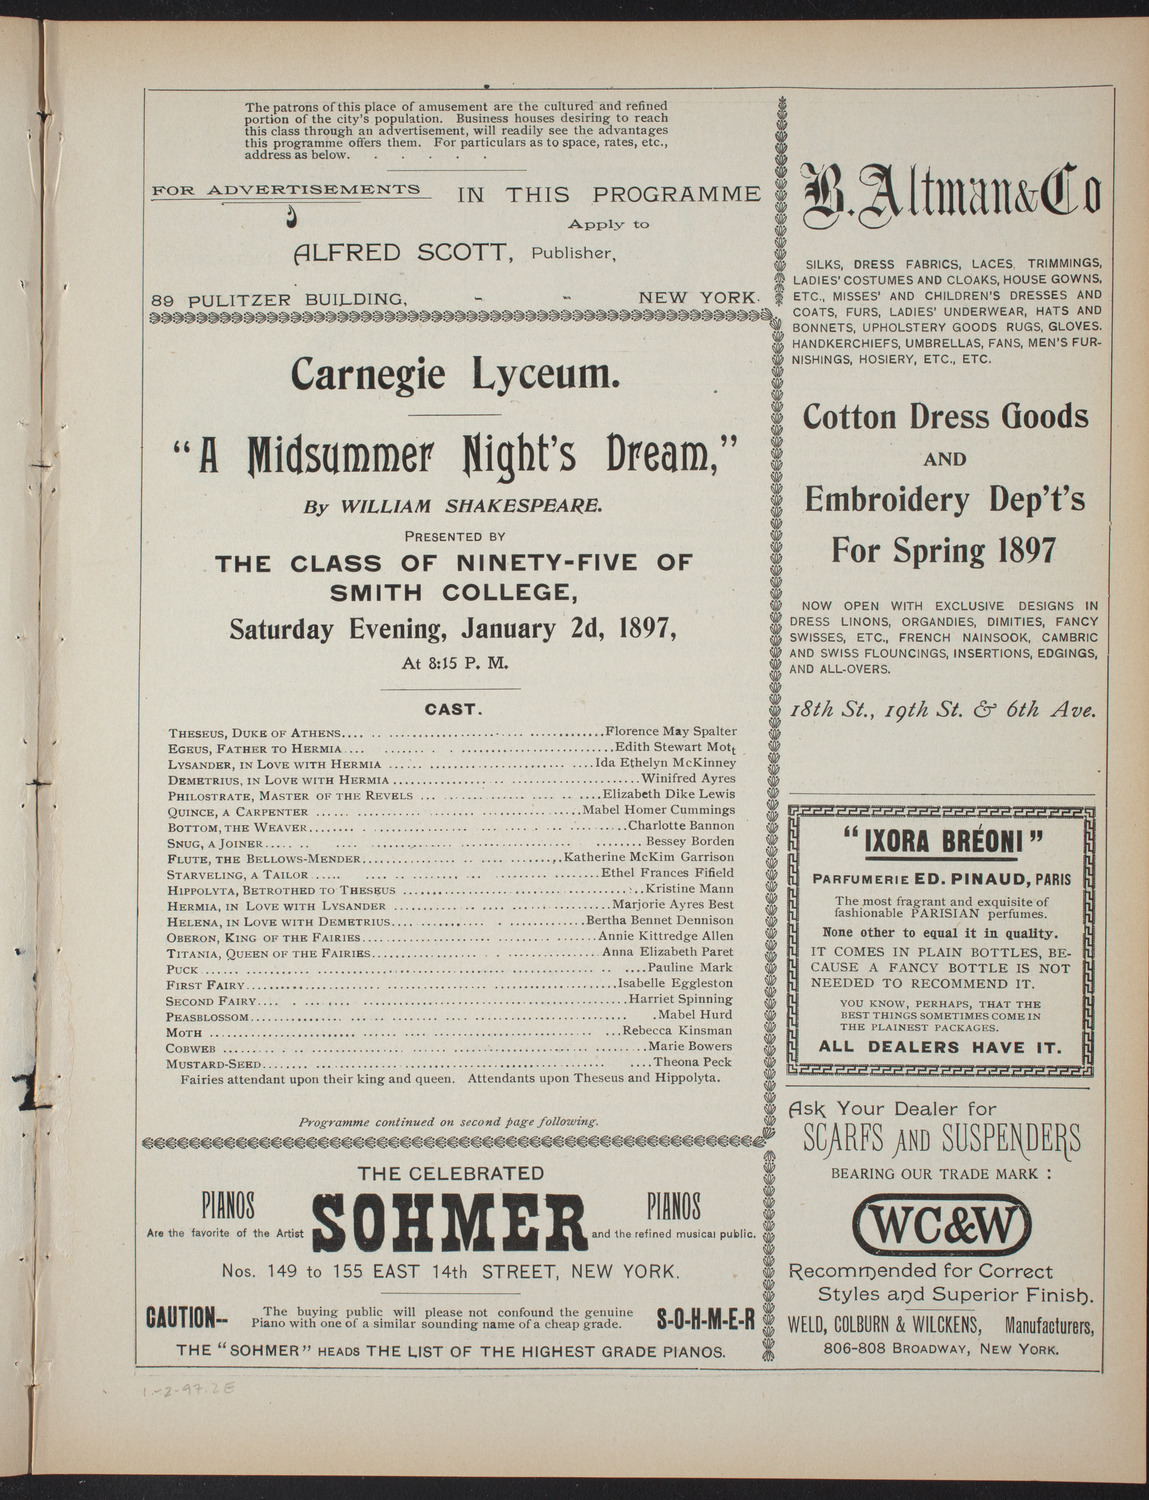 The patrons of this place of amusement are the cultured and refined
portion of the city's population. Business houses desiring to reach
this class through an advertisement, will readily see the advantages
this programme offers them. For particulars as to space, rates, etc.,
address as below. . . . . .
FOR ADVERTISEMENTS IN THIS PROGRAMME
Apply to
ALFRED SCOTT, Publisher,
89 PULITZER BUILDING, - - NEW YORK.
Carnegie Lyceum.
"A Midsummer Night's Dream,"
By WILLIAM SHAKESPEARE.
PRESENTED BY
THE CLASS OF NINETY-FIVE OF
SMITH COLLEGE,
Saturday Evening, January 2d, 1897,
At 8:15 P. M.
CAST.
THESEUS, DUKE OF ATHENS....Florence May Spalter
EGEUS, FATHER TO HERMIA....Edith Stewart Mott
LYSANDER, IN LOVE WITH HERMIA....Ida Ethelyn McKinney
DEMETRIUS, IN LOVE WITH HERMIA....Winifred Ayres
PHILOSTRATE, MASTER OF THE REVELS....Elizabeth Dike Lewis
QUINCE, A CARPENTER....Mabel Homer Cummings
BOTTOM, THE WEAVER....Charlotte Bannon
SNUG, A JOINER....Bessey Borden
FLUTE, THE BELLOWS-MENDER....Katherine McKim Garrison
STARVELING, A TAILOR....Ethel Frances Fifield
HIPPOLYTA, BETROTHED TO THESEUS....Kristine Mann
HERMIA, IN LOVE WITH LYSANDER....Marjorie Ayres Best
HELENA, IN LOVE WITH DEMETRIUS....Bertha Bennet Dennison
OBERON, KING OF THE FAIRIES....Annie Kittredge Allen
TITANIA, QUEEN OF THE FAIRIES....Anna Elizabeth Paret
PUCK....Pauline Mark
FIRST FAIRY....Isabelle Eggleston
SECOND FAIRY....Harriet Spinning
PEASBLOSSOM....Mabel Hurd
MOTH....Rebecca Kinsman
COBWEB....Marie Bowers
MUSTARD-SEED....Theona Peck
Fairies attendant upon their king and queen. Attendants upon Theseus and Hippolyta.
Programme continued on second page following.
THE CELEBRATED
PIANOS SOHMER PIANOS
Are the favorite of the Artist and the refined musical public.
Nos. 149 to 155 EAST 14th STREET, NEW YORK.
CAUTION-- The buying public will please not confound the genuine S-O-H-M-E-R
Piano with one of a similar sounding name of a cheap grade.
THE "SOHMER" HEADS THE LIST OF THE HIGHEST GRADE PIANOS.
1-2-97.2E
B. Altman & Co
SILKS, DRESS FABRICS, LACES, TRIMMINGS,
LADIES' COSTUMES AND CLOAKS, HOUSE GOWNS,
ETC., MISSES' AND CHILDREN'S DRESSES AND
COATS, FURS, LADIES' UNDERWEAR, HATS AND
BONNETS, UPHOLSTERY GOODS RUGS, GLOVES.
HANDKERCHIEFS, UMBRELLAS, FANS, MEN'S FUR-
NISHINGS, HOSIERY, ETC., ETC.
Cotton Dress Goods
AND
Embroidery Dep't's
For Spring 1897
NOW OPEN WITH EXCLUSIVE DESIGNS IN
DRESS LINONS, ORGANDIES, DIMITIES, FANCY
SWISSES, ETC., FRENCH NAINSOOK, CAMBRIC
AND SWISS FLOUNCINGS, INSERTIONS, EDGINGS,
AND ALL-OVERS.
18th St., 19th St. & 6th Ave.
"IXORA BRÉONI"
PARFUMERIE ED. PINAUD, PARIS
The most fragrant and exquisite of
fashionable PARISIAN perfumes.
None other to equal it in quality.
IT COMES IN PLAIN BOTTLES, BE-
CAUSE A FANCY BOTTLE IS NOT
NEEDED TO RECOMMEND IT.
YOU KNOW, PERHAPS, THAT THE
BEST THINGS SOMETIMES COME IN
THE PLAINEST PACKAGES.
ALL DEALERS HAVE IT.
Ask Your Dealer for
SCARFS AND SUSPENDERS
BEARING OUR TRADE MARK :
WC&W
Recommended for Correct
Styles and Superior Finish.
WELD, COLBURN & WILCKENS, Manufacturers,
806-808 BROADWAY, NEW YORK.